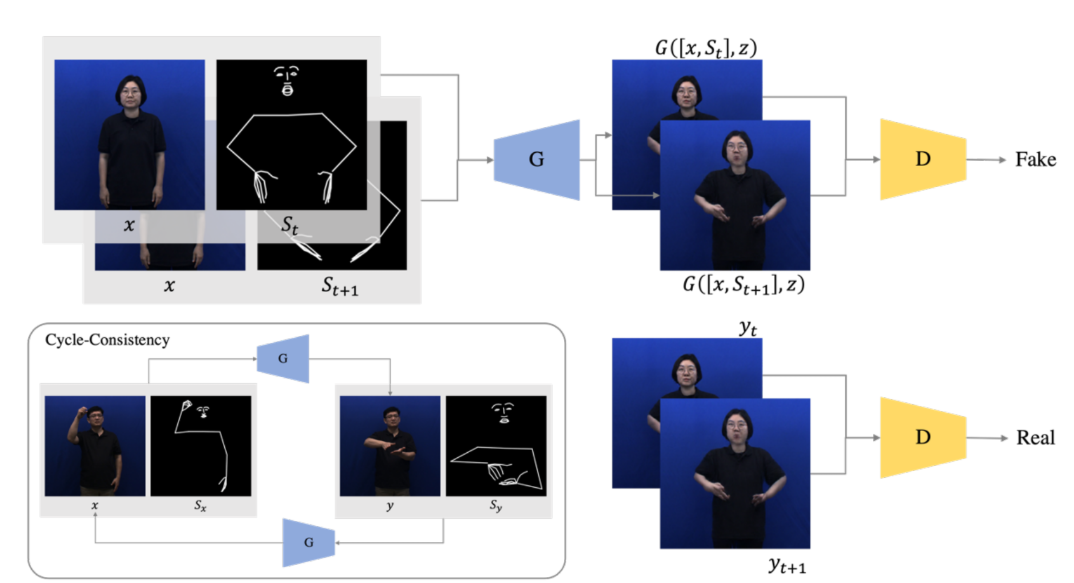 G([x, S_t], z)
G
D
Fake
x
S_t
x
S_{t+1}
G([x, S_{t+1}], z)
Cycle-Consistency
G
x
S_x
y
S_y
G
y_t
D
Real
y_{t+1}